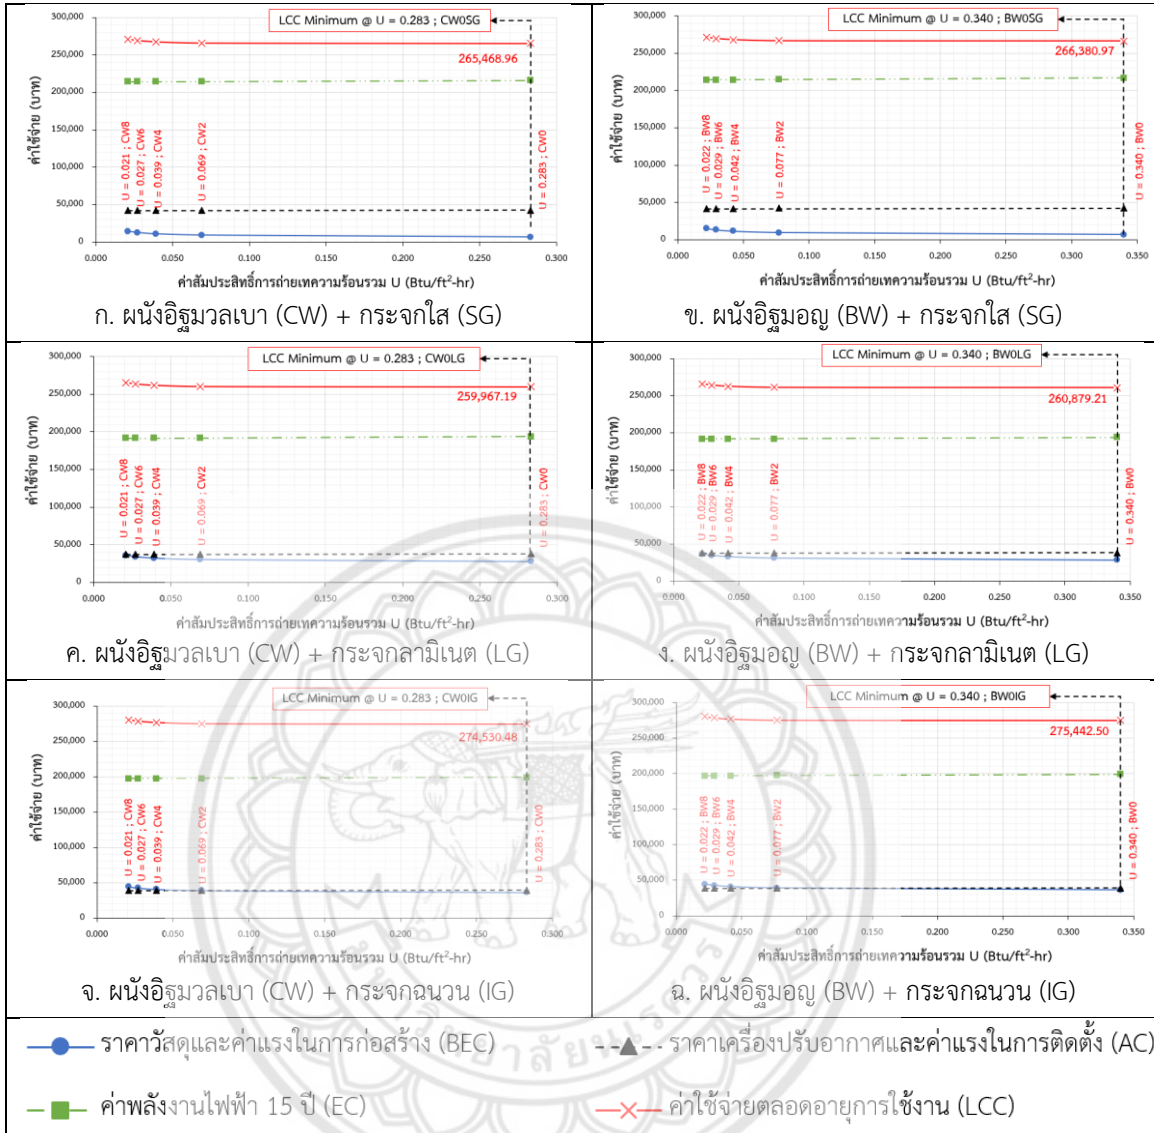 LCC Minimum @ U = 0.283 ; CW0SG
300,000
250,000
200,000
150,000
100,000
50,000
0
ค่าใช้จ่าย (บาท)
265,468.96
U = 0.021 ; CW8
U = 0.027 ; CW6
U = 0.039 ; CW4
U = 0.069 ; CW2
U = 0.283 ; CW0
0.000 0.050 0.100 0.150 0.200 0.250 0.300
ค่าสัมประสิทธิ์การถ่ายเทความร้อนรวม U (Btu/ft²-hr)
ก. ผนังอิฐมวลเบา (CW) + กระจกใส (SG)
LCC Minimum @ U = 0.340 ; BW0SG
300,000
250,000
200,000
150,000
100,000
50,000
0
ค่าใช้จ่าย (บาท)
266,380.97
U = 0.022 ; BW8
U = 0.029 ; BW6
U = 0.042 ; BW4
U = 0.077 ; BW2
U = 0.340 ; BW0
0.000 0.050 0.100 0.150 0.200 0.250 0.300 0.350
ค่าสัมประสิทธิ์การถ่ายเทความร้อนรวม U (Btu/ft²-hr)
ข. ผนังอิฐมอญ (BW) + กระจกใส (SG)
LCC Minimum @ U = 0.283 ; CW0LG
300,000
250,000
200,000
150,000
100,000
50,000
0
ค่าใช้จ่าย (บาท)
259,967.19
U = 0.021 ; CW8
U = 0.027 ; CW6
U = 0.039 ; CW4
U = 0.069 ; CW2
U = 0.283 ; CW0
0.000 0.050 0.100 0.150 0.200 0.250 0.300
ค่าสัมประสิทธิ์การถ่ายเทความร้อนรวม U (Btu/ft²-hr)
ค. ผนังอิฐมวลเบา (CW) + กระจกลามิเนต (LG)
LCC Minimum @ U = 0.340 ; BW0LG
300,000
250,000
200,000
150,000
100,000
50,000
0
ค่าใช้จ่าย (บาท)
260,879.21
U = 0.022 ; BW8
U = 0.029 ; BW6
U = 0.042 ; BW4
U = 0.077 ; BW2
U = 0.340 ; BW0
0.000 0.050 0.100 0.150 0.200 0.250 0.300 0.350
ค่าสัมประสิทธิ์การถ่ายเทความร้อนรวม U (Btu/ft²-hr)
ง. ผนังอิฐมอญ (BW) + กระจกลามิเนต (LG)
LCC Minimum @ U = 0.283 ; CW0IG
300,000
250,000
200,000
150,000
100,000
50,000
0
ค่าใช้จ่าย (บาท)
274,530.48
U = 0.021 ; CW8
U = 0.027 ; CW6
U = 0.039 ; CW4
U = 0.069 ; CW2
U = 0.283 ; CW0
0.000 0.050 0.100 0.150 0.200 0.250 0.300
ค่าสัมประสิทธิ์การถ่ายเทความร้อนรวม U (Btu/ft²-hr)
จ. ผนังอิฐมวลเบา (CW) + กระจกฉนวน (IG)
LCC Minimum @ U = 0.340 ; BW0IG
300,000
250,000
200,000
150,000
100,000
50,000
0
ค่าใช้จ่าย (บาท)
275,442.50
U = 0.022 ; BW8
U = 0.029 ; BW6
U = 0.042 ; BW4
U = 0.077 ; BW2
U = 0.340 ; BW0
0.000 0.050 0.100 0.150 0.200 0.250 0.300 0.350
ค่าสัมประสิทธิ์การถ่ายเทความร้อนรวม U (Btu/ft²-hr)
ฉ. ผนังอิฐมอญ (BW) + กระจกฉนวน (IG)
ราคาวัสดุและค่าแรงในการก่อสร้าง (BEC)
ราคาเครื่องปรับอากาศและค่าแรงในการติดตั้ง (AC)
ค่าพลังงานไฟฟ้า 15 ปี (EC)
ค่าใช้จ่ายตลอดอายุการใช้งาน (LCC)